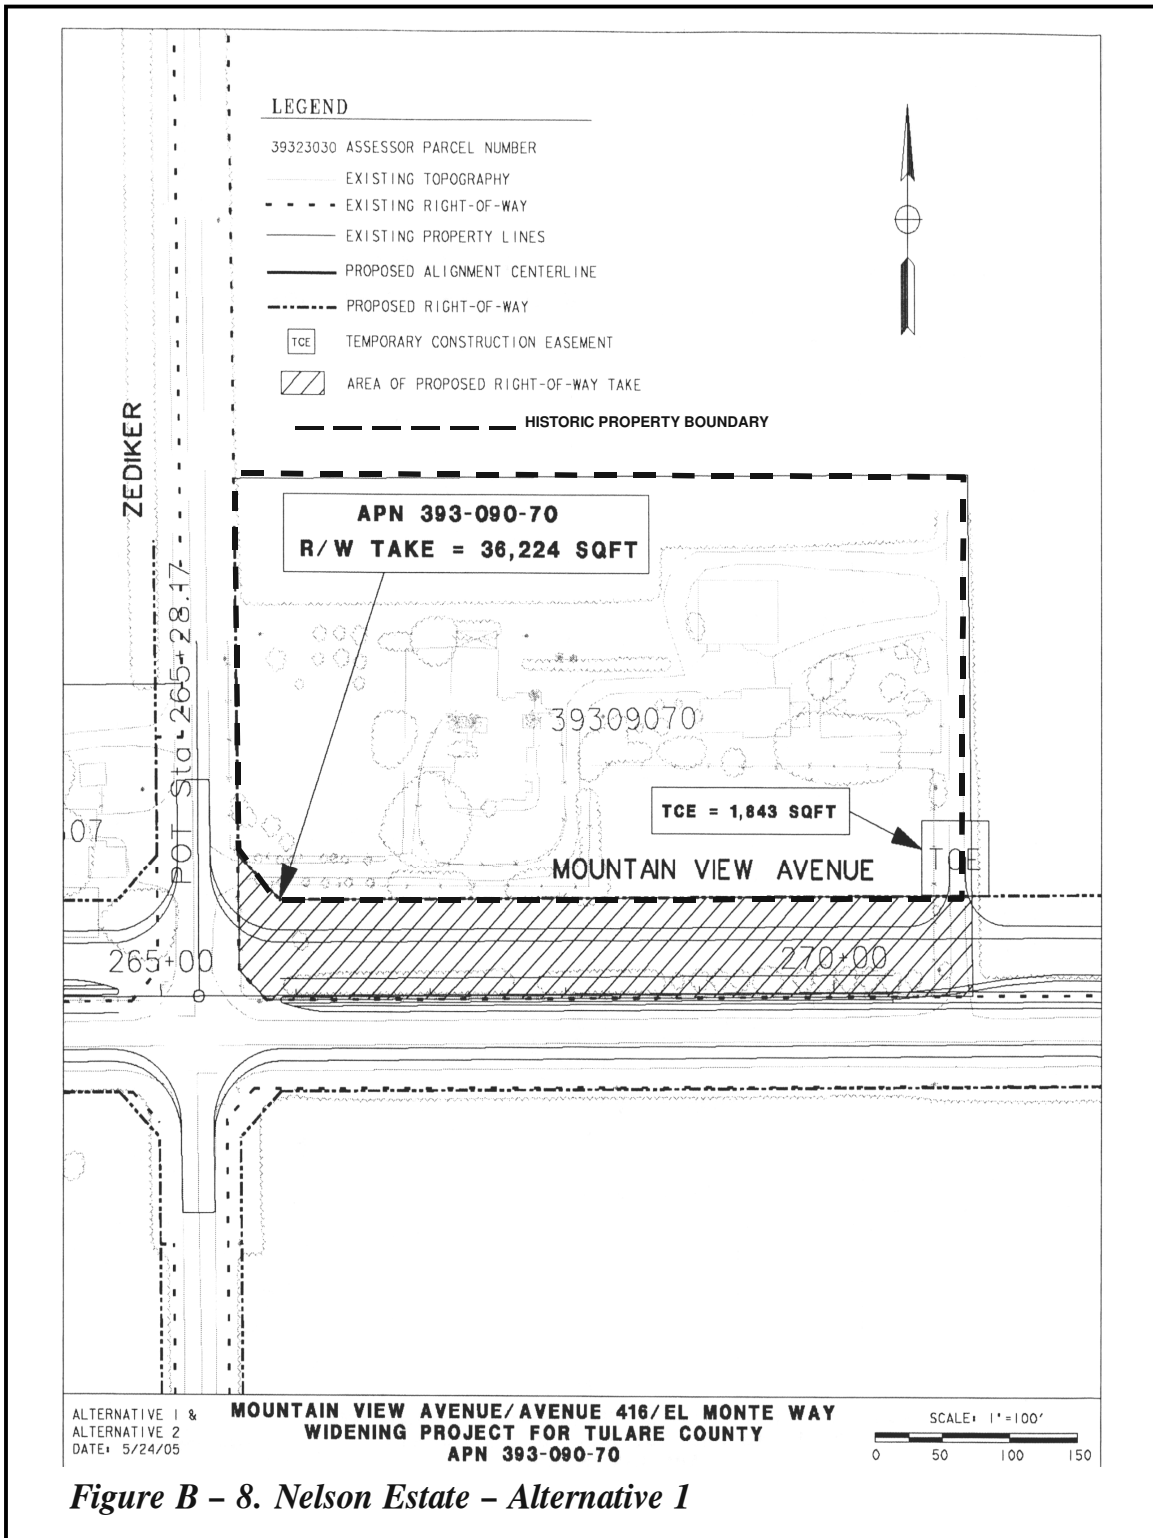 LEGEND
39323030 ASSESSOR PARCEL NUMBER
EXISTING TOPOGRAPHY
EXISTING RIGHT-OF-WAY
EXISTING PROPERTY LINES
PROPOSED ALIGNMENT CENTERLINE
PROPOSED RIGHT-OF-WAY
TCE TEMPORARY CONSTRUCTION EASEMENT
AREA OF PROPOSED RIGHT-OF-WAY TAKE
HISTORIC PROPERTY BOUNDARY
ZEDIKER
APN 393-090-70
R/W TAKE = 36,224 SQFT
POT Sta 265+28.17
39309070
TCE = 1,843 SQFT
07
MOUNTAIN VIEW AVENUE
TCE
265+00
270+00
ALTERNATIVE 1 &
ALTERNATIVE 2
DATE: 5/24/05
MOUNTAIN VIEW AVENUE/AVENUE 416/EL MONTE WAY
WIDENING PROJECT FOR TULARE COUNTY
APN 393-090-70
SCALE: 1"=100'
0 50 100 150
Figure B – 8. Nelson Estate – Alternative 1